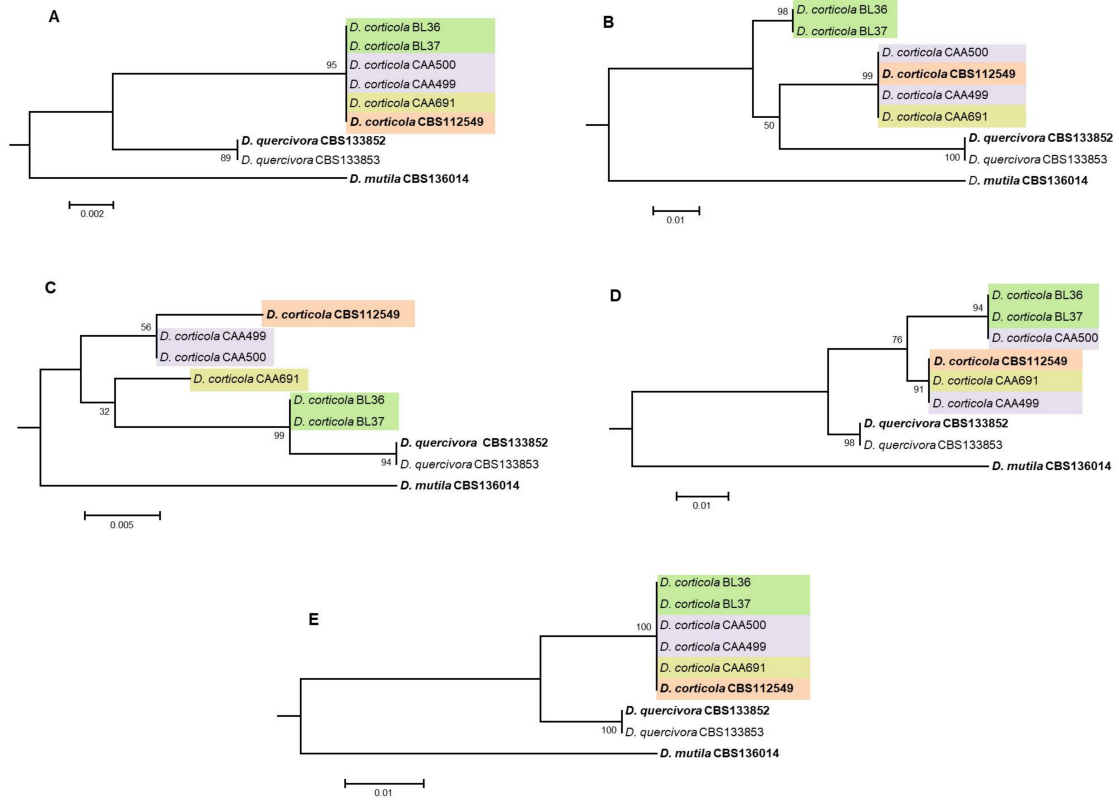 A
D. corticola BL36
D. corticola BL37
D. corticola CAA500
D. corticola CAA499
D. corticola CAA691
D. corticola CBS112549
95
D. quercivora CBS133852
D. quercivora CBS133853
89
D. mutila CBS136014
0.002
B
98
D. corticola BL36
D. corticola BL37
D. corticola CAA500
D. corticola CBS112549
D. corticola CAA499
D. corticola CAA691
99
50
D. quercivora CBS133852
D. quercivora CBS133853
100
D. mutila CBS136014
0.01
C
D. corticola CBS112549
56
D. corticola CAA499
D. corticola CAA500
D. corticola CAA691
32
D. corticola BL36
D. corticola BL37
99
D. quercivora CBS133852
D. quercivora CBS133853
94
D. mutila CBS136014
0.005
D
D. corticola BL36
94
D. corticola BL37
D. corticola CAA500
76
D. corticola CBS112549
D. corticola CAA691
91
D. corticola CAA499
D. quercivora CBS133852
D. quercivora CBS133853
98
D. mutila CBS136014
0.01
E
D. corticola BL36
D. corticola BL37
D. corticola CAA500
100
D. corticola CAA499
D. corticola CAA691
D. corticola CBS112549
D. quercivora CBS133852
D. quercivora CBS133853
100
D. mutila CBS136014
0.01